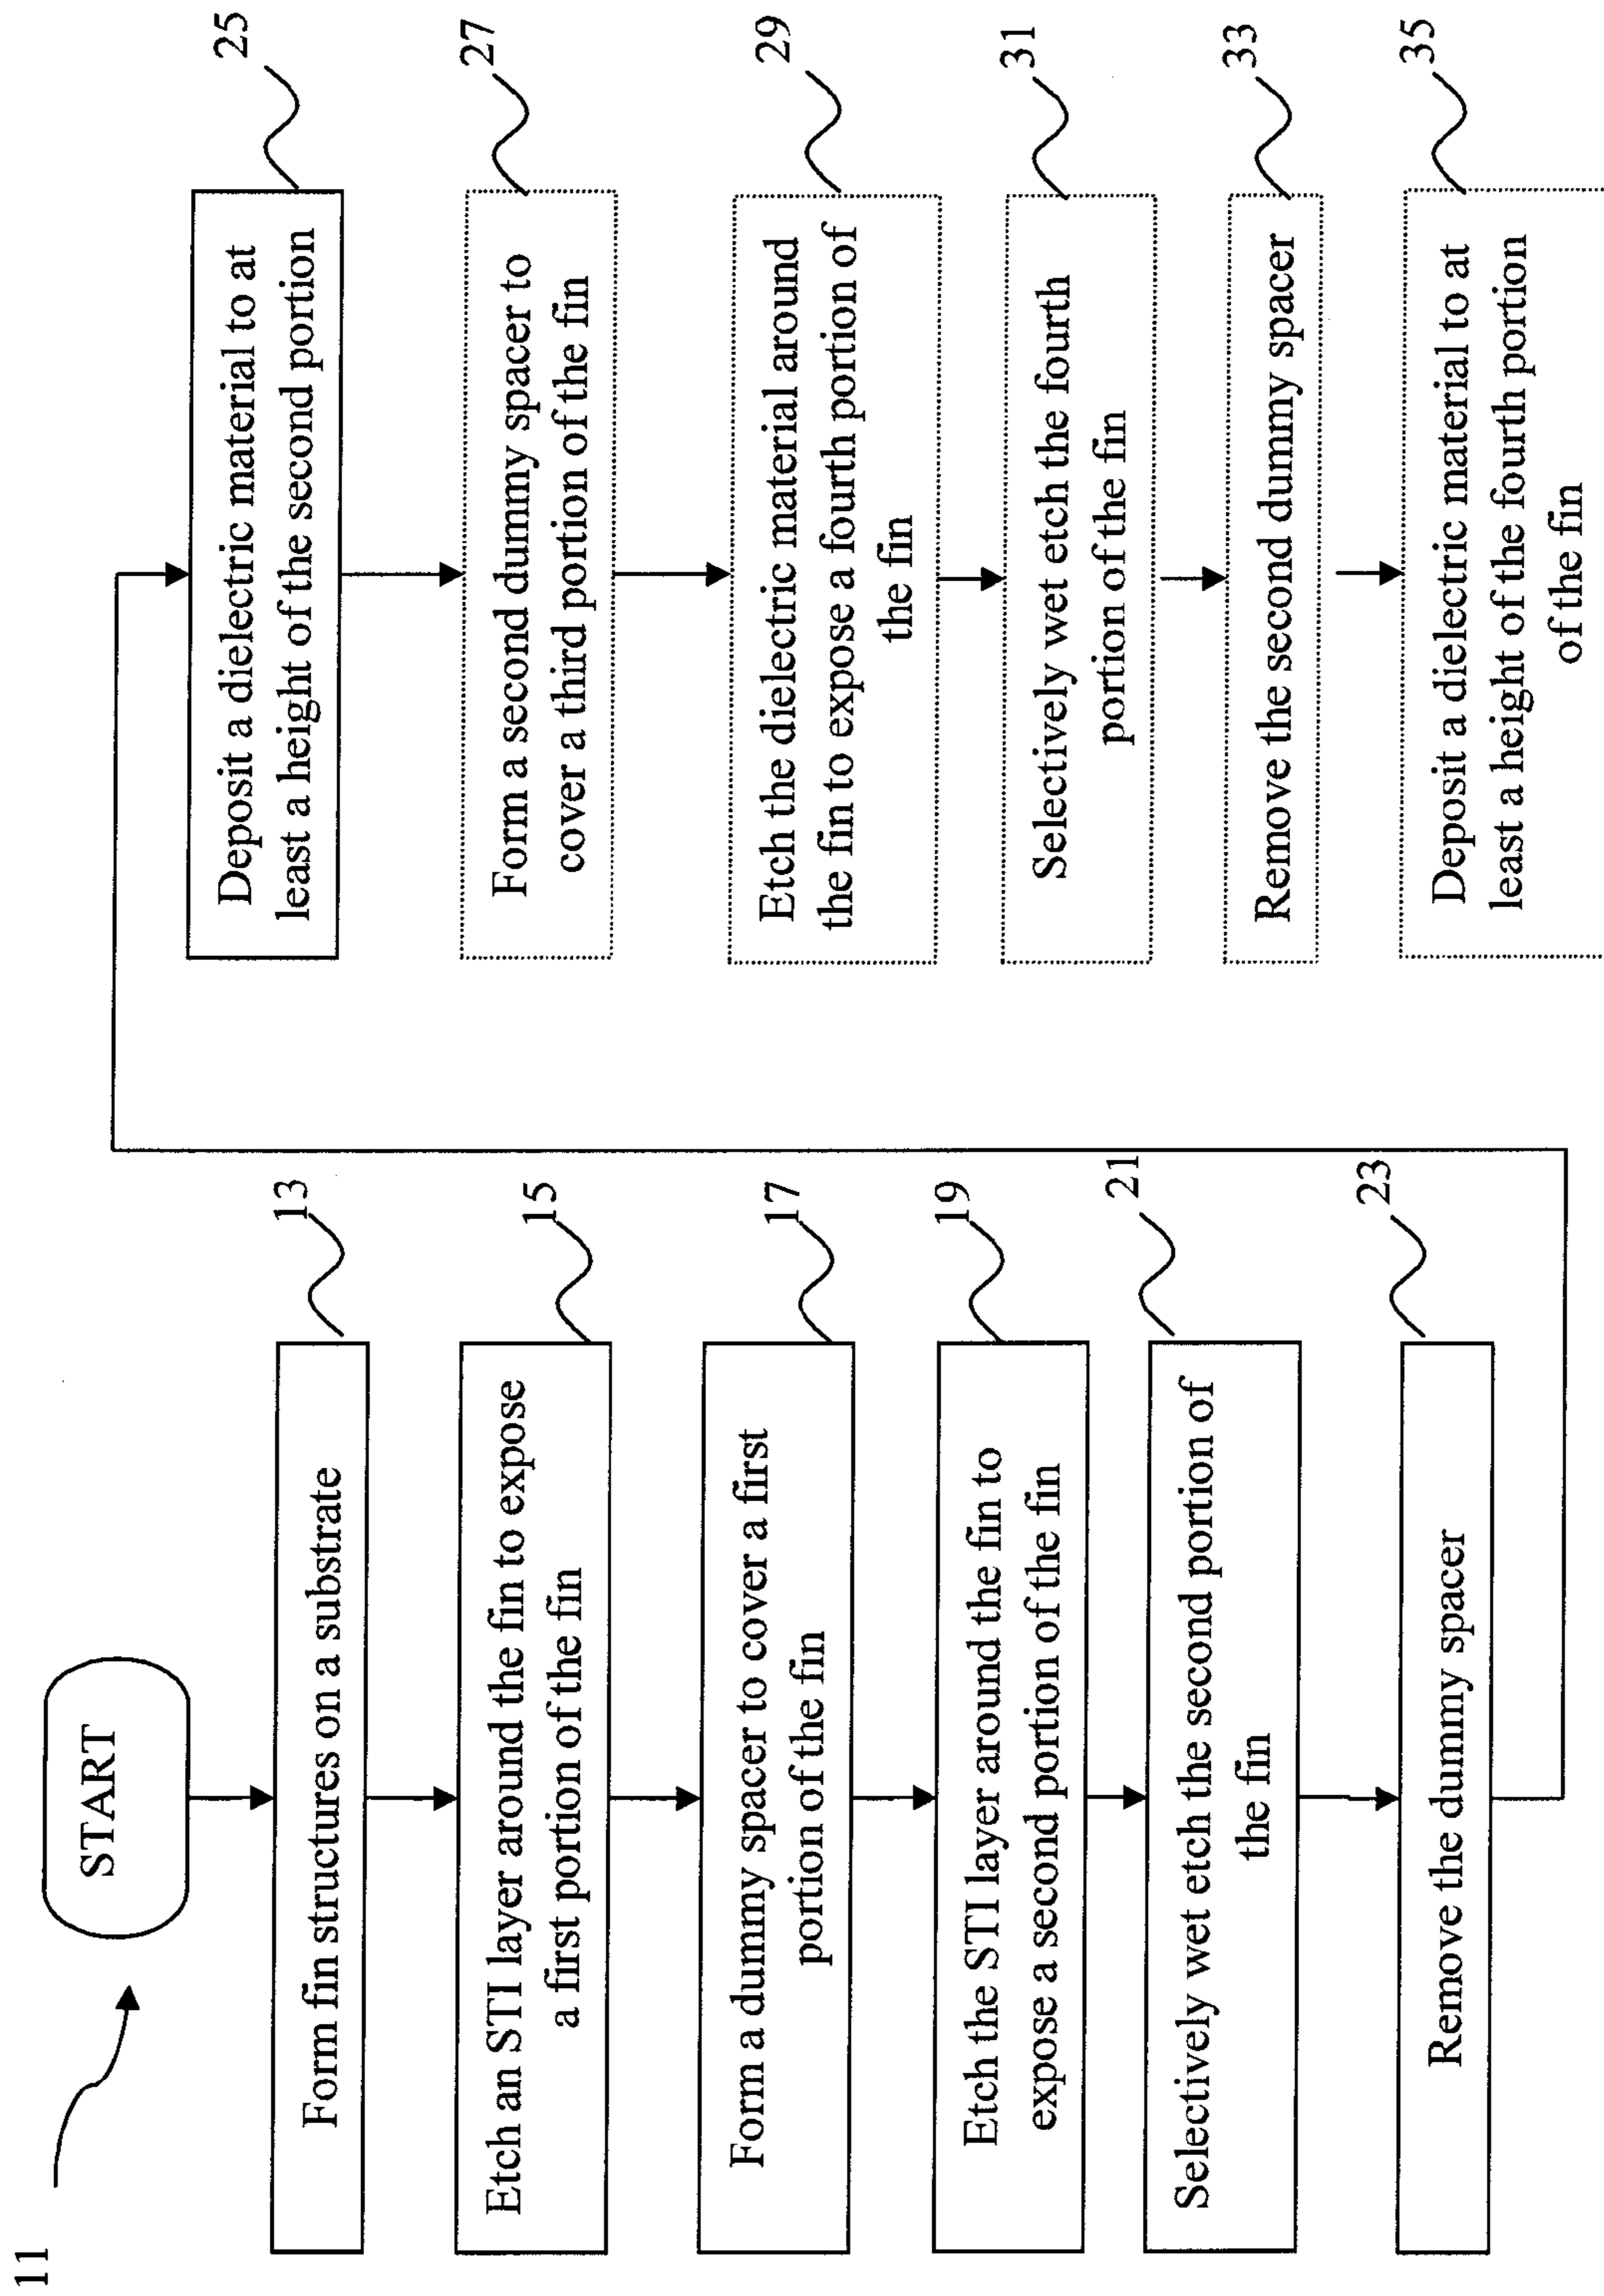 11
START
Form fin structures on a substrate
13
Etch an STI layer around the fin to expose
a first portion of the fin
15
Form a dummy spacer to cover a first
portion of the fin
17
Etch the STI layer around the fin to
expose a second portion of the fin
19
Selectively wet etch the second portion of
the fin
21
Remove the dummy spacer
23
Deposit a dielectric material to at
least a height of the second portion
25
Form a second dummy spacer to
cover a third portion of the fin
27
Etch the dielectric material around
the fin to expose a fourth portion of
the fin
29
Selectively wet etch the fourth
portion of the fin
31
Remove the second dummy spacer
33
Deposit a dielectric material to at
least a height of the fourth portion
of the fin
35